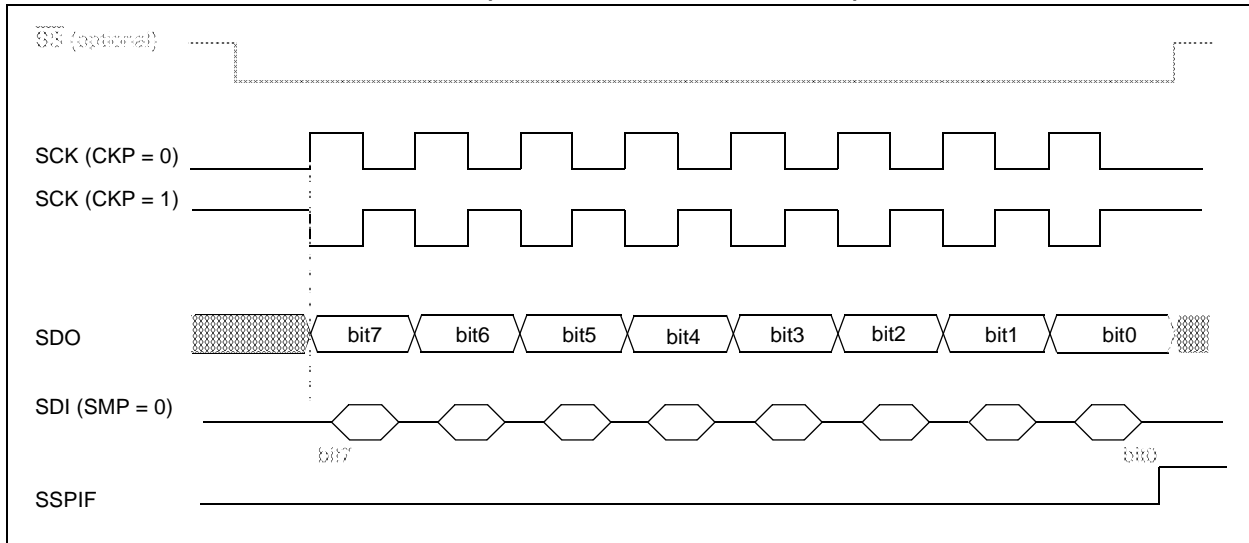 SS (optional)
SCK (CKP = 0)
SCK (CKP = 1)
SDO
bit7 bit6 bit5 bit4 bit3 bit2 bit1 bit0
SDI (SMP = 0)
bit7 bit0
SSPIF